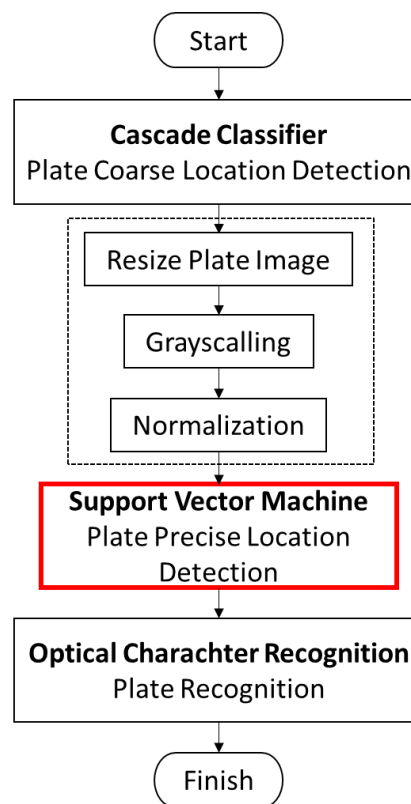 Start
Cascade Classifier
Plate Coarse Location Detection
Resize Plate Image
Grayscalling
Normalization
Support Vector Machine
Plate Precise Location
Detection
Optical Charachter Recognition
Plate Recognition
Finish